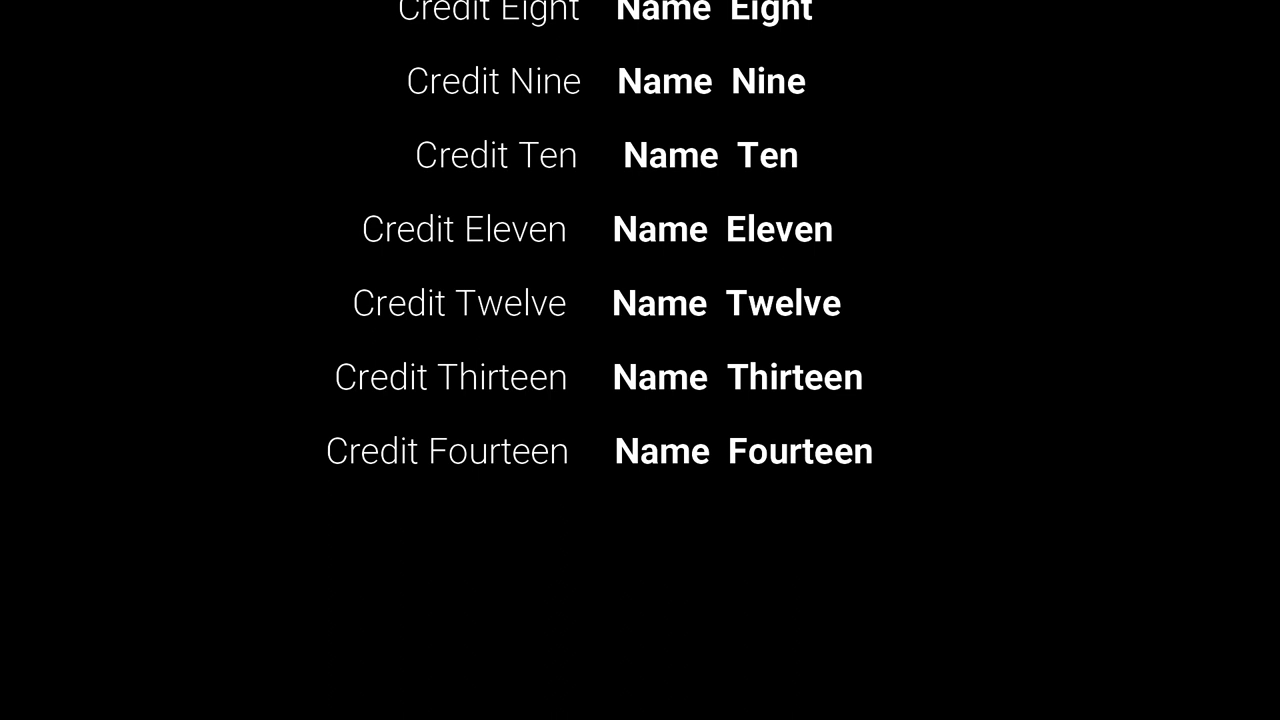 Credit Eight Name Eight
Credit Nine Name Nine
Credit Ten Name Ten
Credit Eleven Name Eleven
Credit Twelve Name Twelve
Credit Thirteen Name Thirteen
Credit Fourteen Name Fourteen